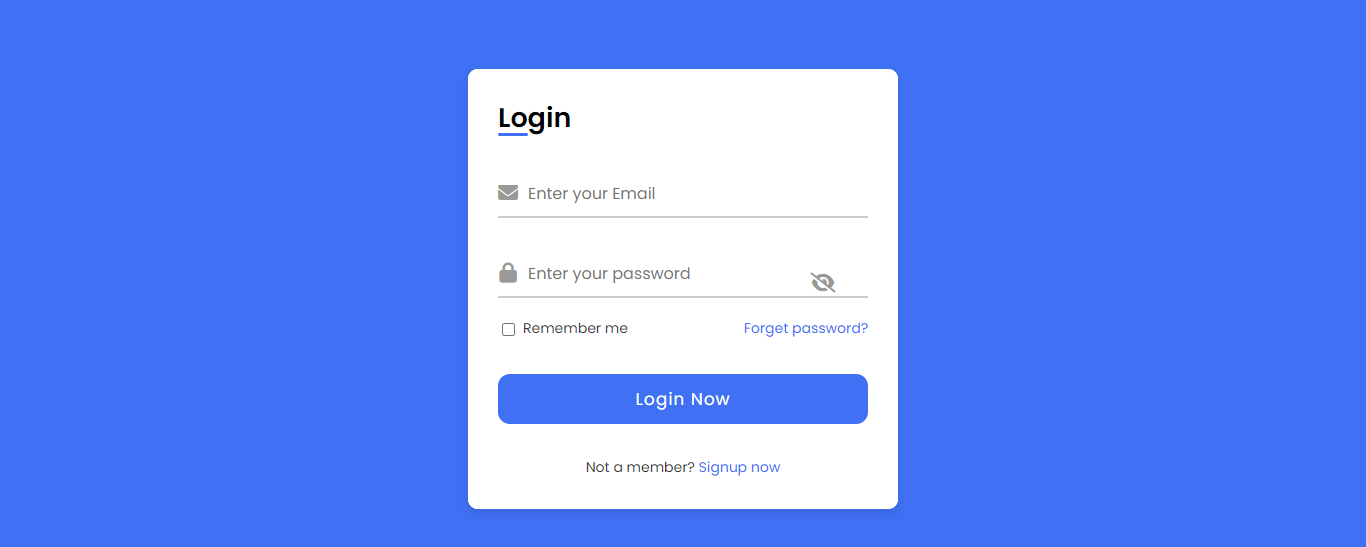 Login
Enter your Email
Enter your password
Remember me Forget password?
Login Now
Not a member? Signup now